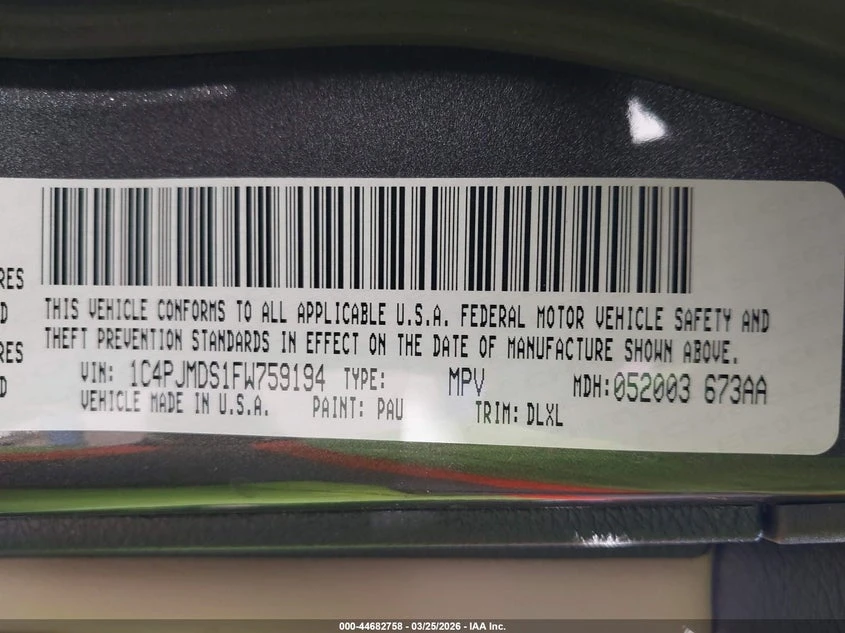 RES
D
RES
D
THIS VEHICLE CONFORMS TO ALL APPLICABLE U.S.A. FEDERAL MOTOR VEHICLE SAFETY AND
THEFT PREVENTION STANDARDS IN EFFECT ON THE DATE OF MANUFACTURE SHOWN ABOVE.
VIN: 1C4PJMDS1FW759194 TYPE: MPV MDH:052003 673AA
VEHICLE MADE IN U.S.A. PAINT: PAU TRIM: DLXL
000-44682758 - 03/25/2026 - IAA Inc.